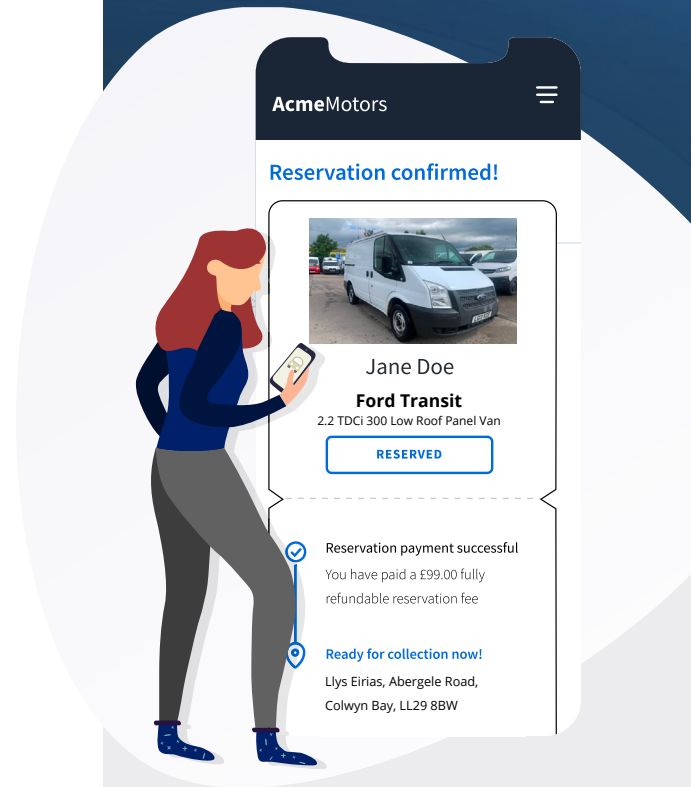 AcmeMotors
Reservation confirmed!
Jane Doe
Ford Transit
2.2 TDCi 300 Low Roof Panel Van
RESERVED
Reservation payment successful
You have paid a £99.00 fully
refundable reservation fee
Ready for collection now!
Llys Eirias, Abergele Road,
Colwyn Bay, LL29 8BW